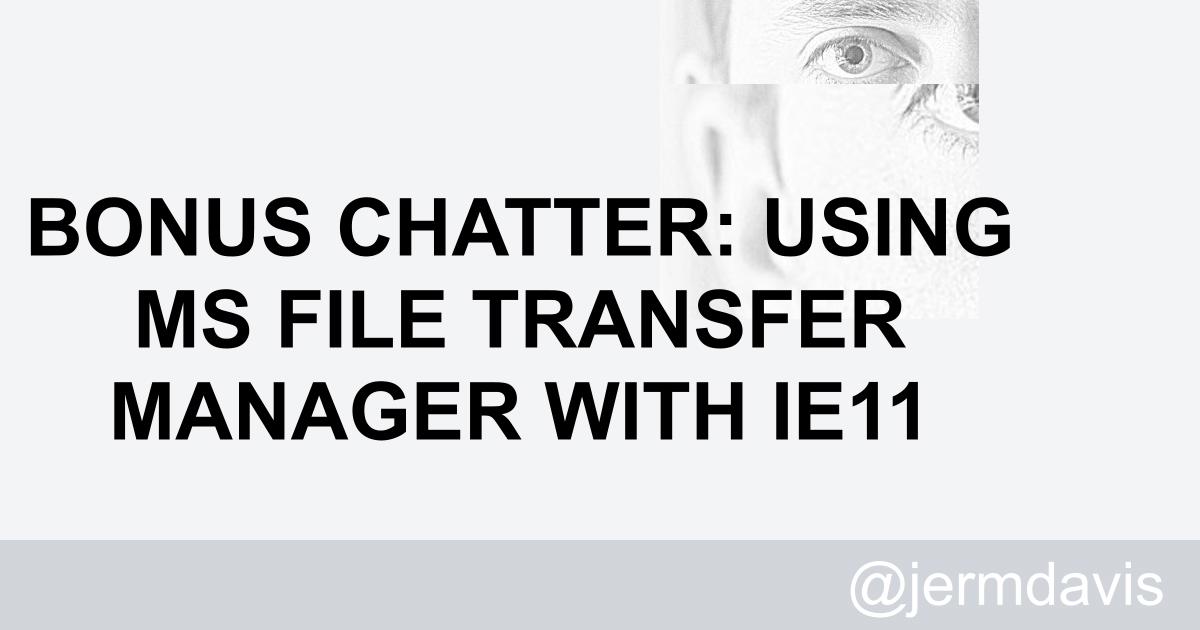 BONUS CHATTER: USING
MS FILE TRANSFER
MANAGER WITH IE11
@jermdavis